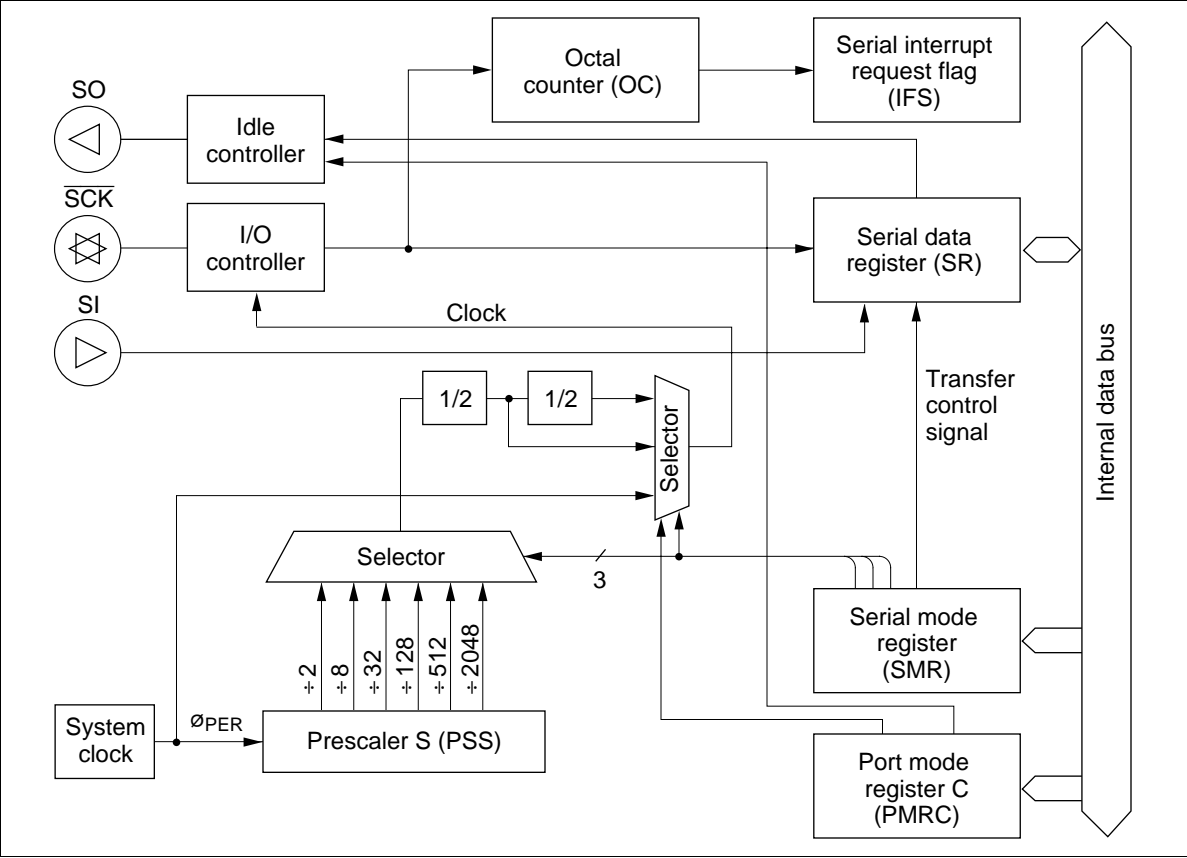 Octal
counter (OC)
Serial interrupt
request flag
(IFS)
SO
Idle
controller
SCK
I/O
controller
Serial data
register (SR)
SI
Clock
Transfer
control
signal
Internal data bus
1/2
1/2
Selector
Selector
3
÷2
÷8
÷32
÷128
÷512
÷2048
Serial mode
register
(SMR)
System
clock
øPER
Prescaler S (PSS)
Port mode
register C
(PMRC)